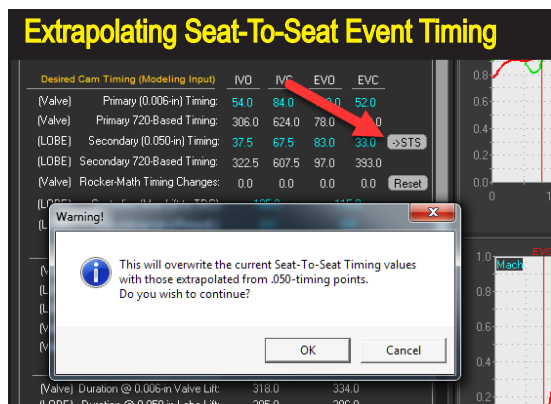 Extrapolating Seat-To-Seat Event Timing
Desired Cam Timing (Modeling Input) IVO IVC EVO EVC
(Valve) Primary (0.006-in) Timing: 54.0 84.0 52.0
(Valve) Primary 720-Based Timing: 306.0 624.0 78.0
(LOBE) Secondary (0.050-in) Timing: 37.5 67.5 83.0 33.0 ->STS
(LOBE) Secondary 720-Based Timing: 322.5 607.5 97.0 393.0
(Valve) Rocker-Math Timing Changes: 0.0 0.0 0.0 0.0 Reset
0.8
0.6
0.4
0.2
0.0
0 1
Warning!
This will overwrite the current Seat-To-Seat Timing values
with those extrapolated from .050-timing points.
Do you wish to continue?
OK Cancel
1.0 EVO
Mach
0.8
0.6
0.4
0.2
(Valve) Duration @ 0.006-in Valve Lift: 318.0 334.0